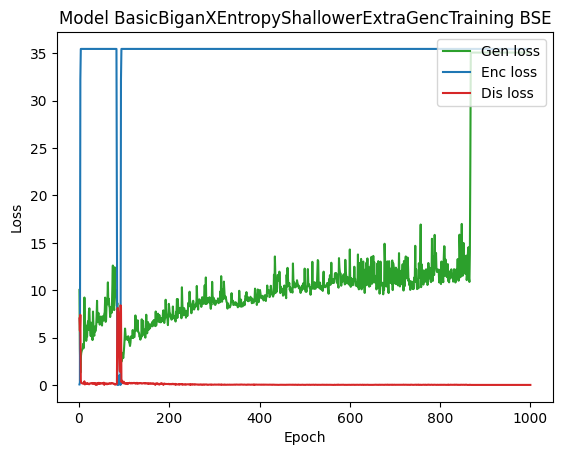 Model BasicBiganXEntropyShallowerExtraGencTraining BSE
Gen loss
Enc loss
Dis loss
35
30
25
20
15
10
5
0
Loss
0
200
400
600
800
1000
Epoch